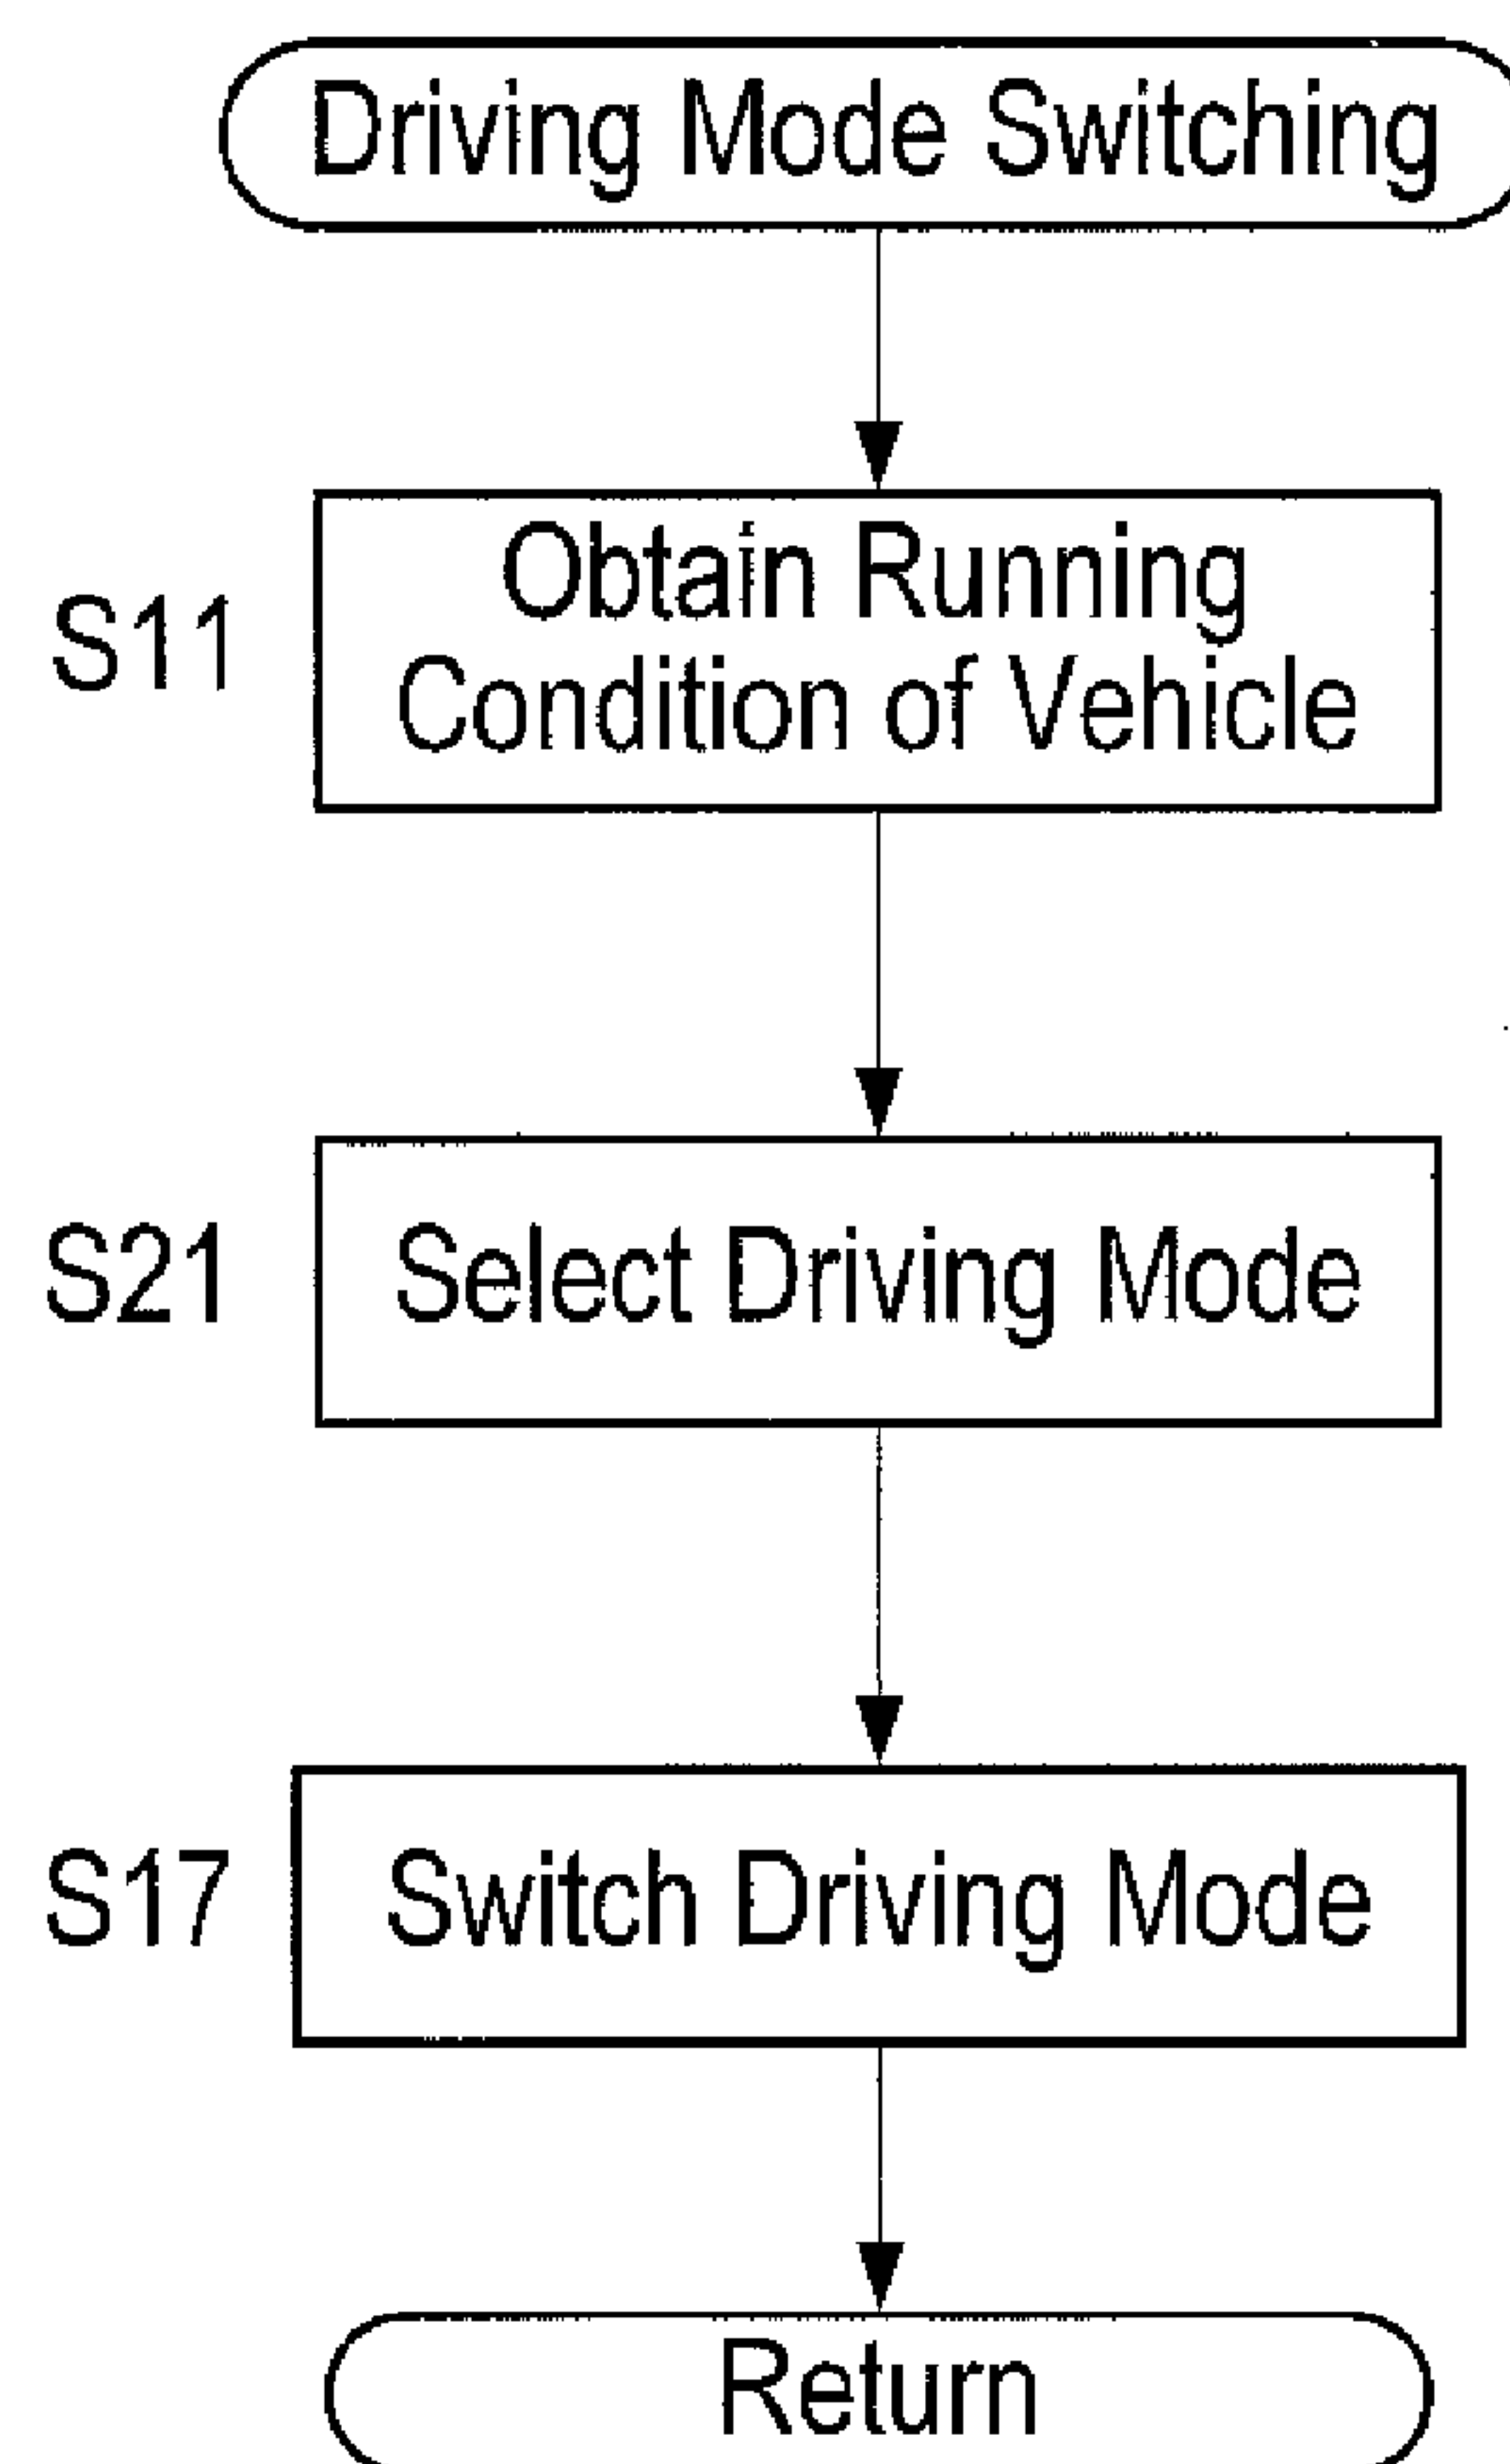 Driving Mode Switching
S11
Obtain Running
Condition of Vehicle
S21
Select Driving Mode
S17
Switch Driving Mode
Return